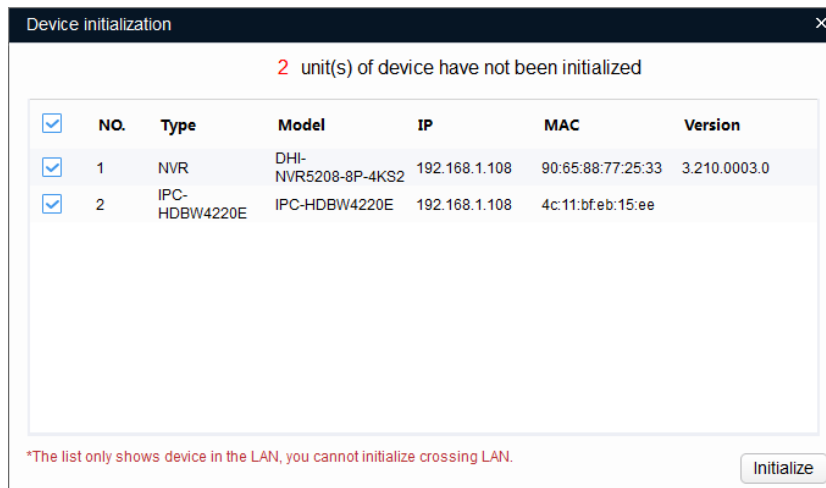 Device initialization
2 unit(s) of device have not been initialized
NO. Type Model IP MAC Version
1 NVR DHI-NVR5208-8P-4KS2 192.168.1.108 90:65:88:77:25:33 3.210.0003.0
2 IPC-HDBW4220E IPC-HDBW4220E 192.168.1.108 4c:11:bf:eb:15:ee
*The list only shows device in the LAN, you cannot initialize crossing LAN.
Initialize